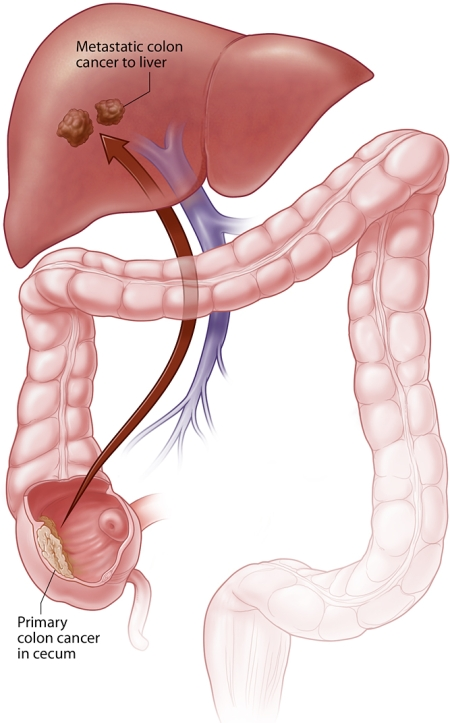 Metastatic colon
cancer to liver
Primary
colon cancer
in cecum